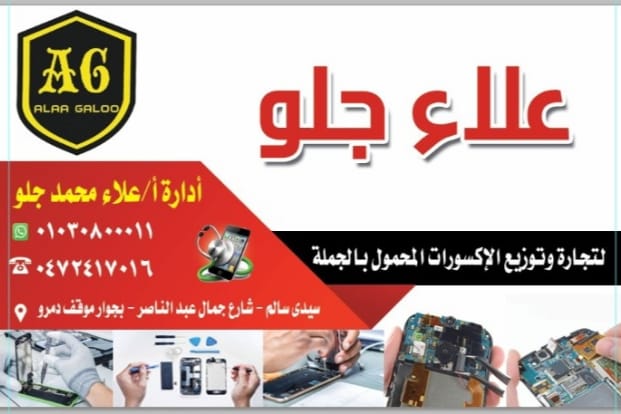 AG
ALAA GALOO
علاء جلو
أدارة أ/علاء محمد جلو
٠١٠٣٠٨٠٠٠١١
٠٤٧٢٤١٧٠١٦
لتجارة وتوزيع الإكسورات المحمول بالجملة
سيدى سالم - شارع جمال عبد الناصر - بجوار موقف دمرو